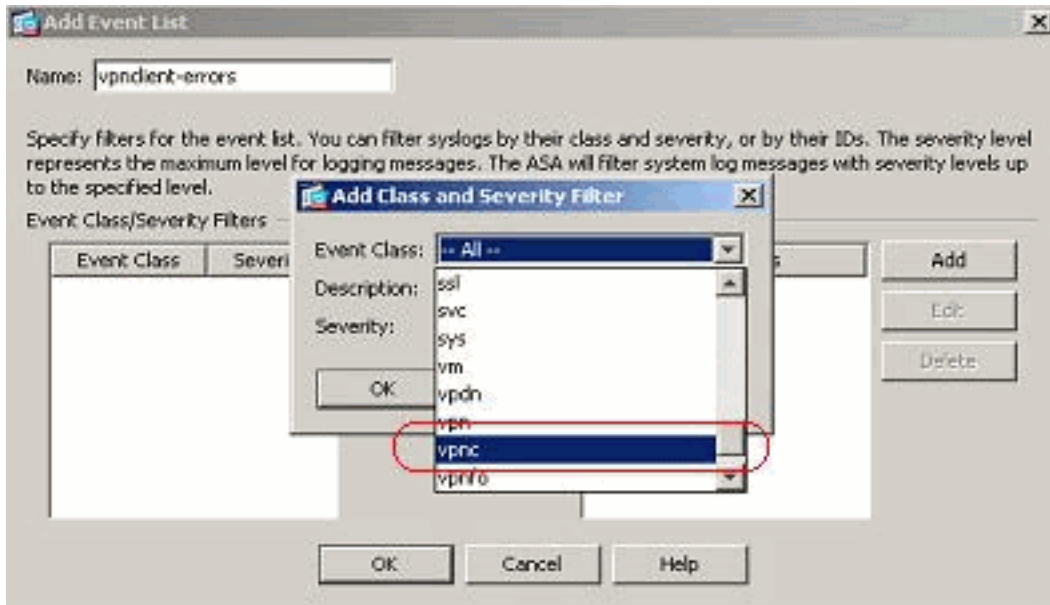 Add Event List
Name: vpnclient-errors
Specify filters for the event list. You can filter syslogs by their class and severity, or by their IDs. The severity level
represents the maximum level for logging messages. The ASA will filter system log messages with severity levels up
to the specified level.
Add Class and Severity Filter
Event Class/Severity Filters
Event Class: -- All --
Event Class
Severi
s
Add
Description:
ssl
svc
Edit
Severity:
sys
Delete
vm
OK
vpdn
vpn
vpnc
vpnfo
OK
Cancel
Help